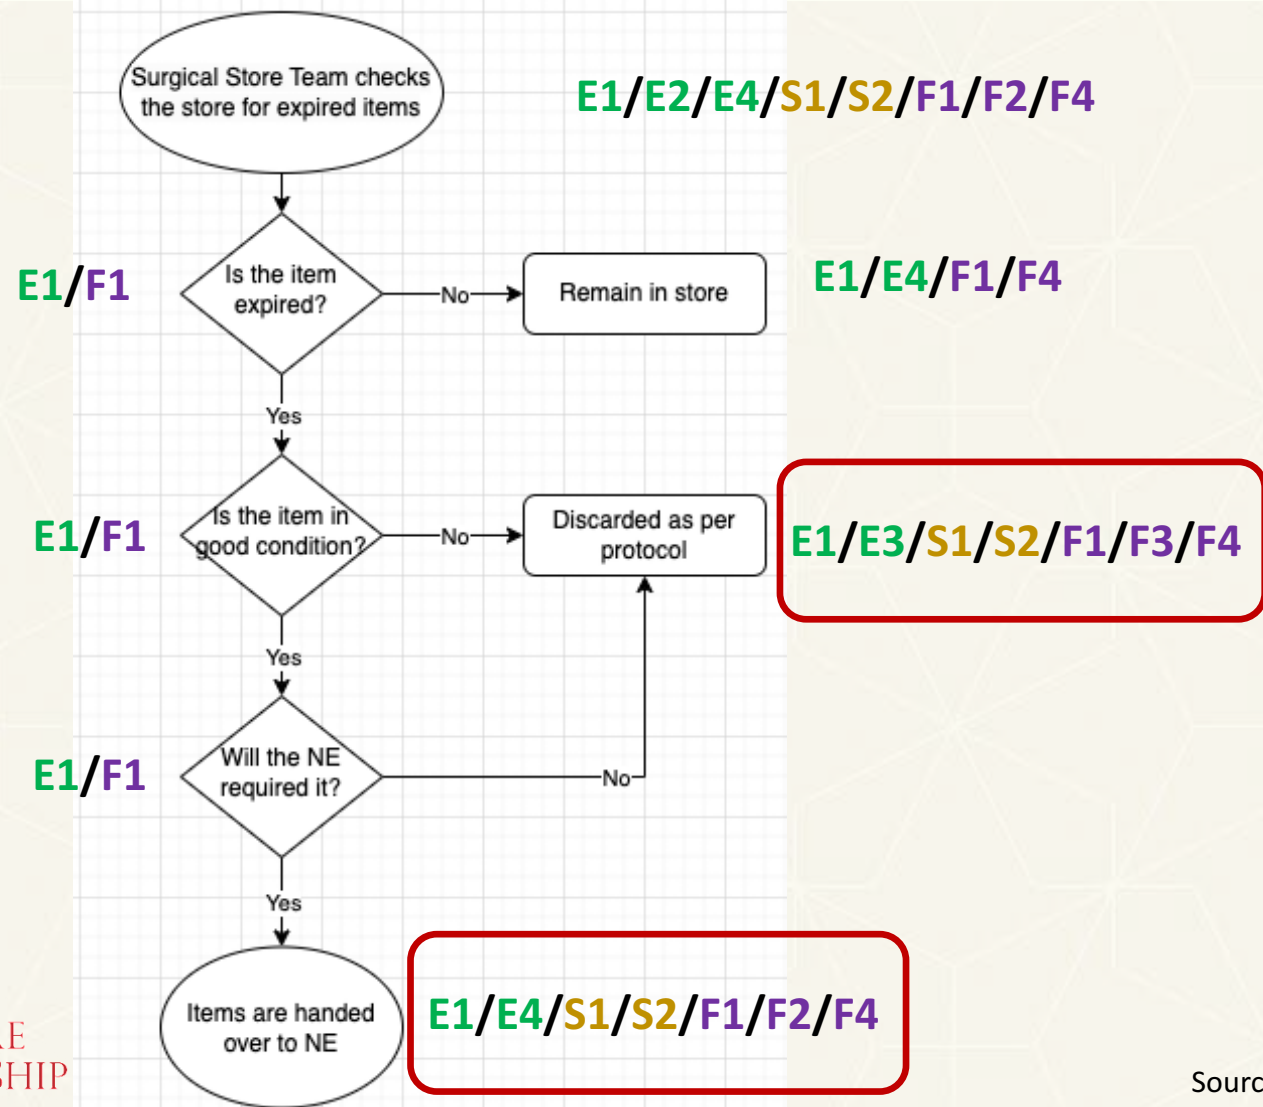 Surgical Store Team checks
the store for expired items
E1/E2/E4/S1/S2/F1/F2/F4
E1/F1
Is the item
expired?
No
Remain in store
E1/E4/F1/F4
Yes
E1/F1
Is the item in
good condition?
No
Discarded as per
protocol
E1/E3/S1/S2/F1/F3/F4
Yes
E1/F1
Will the NE
required it?
No
Yes
Items are handed
over to NE
E1/E4/S1/S2/F1/F2/F4